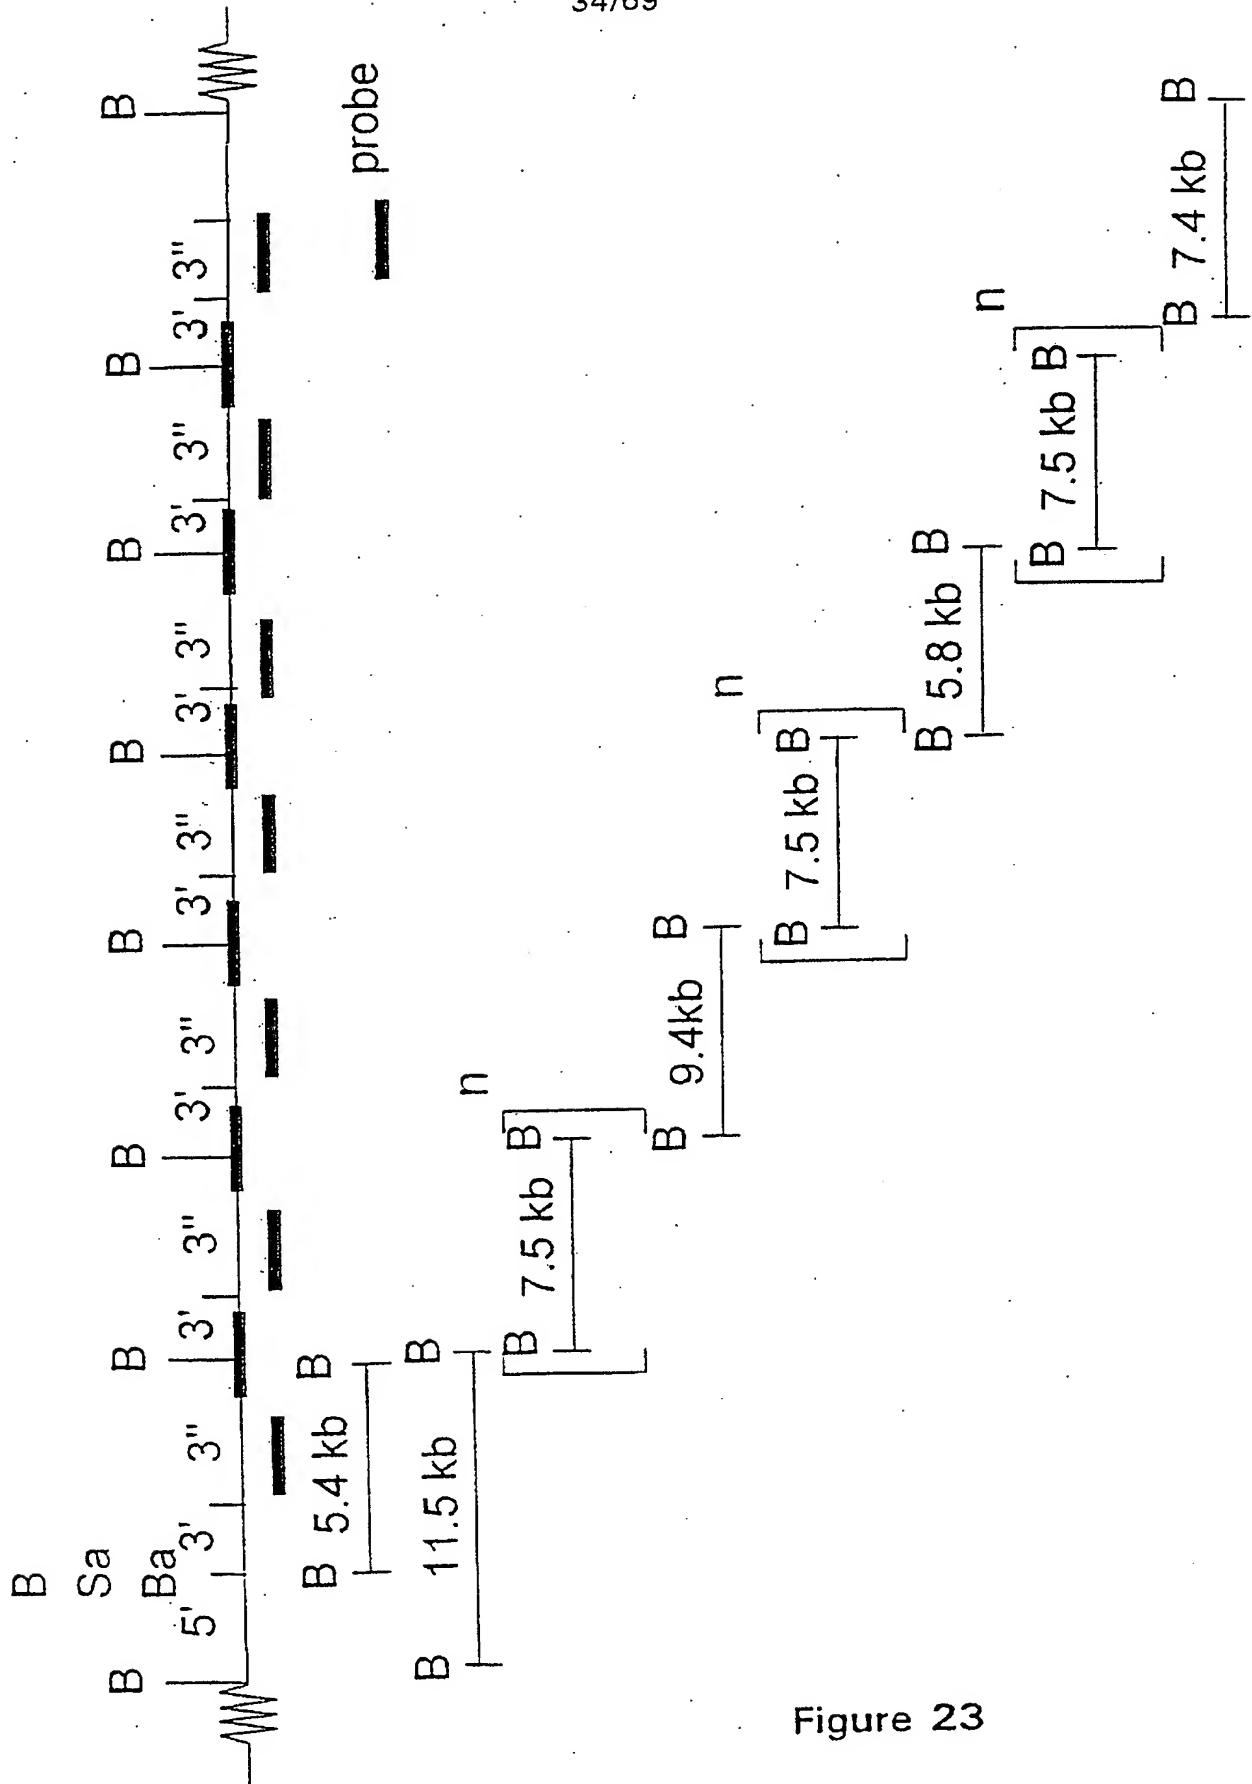 34/69
B
Sa
B B B B B B B B
Ba
5' 3' 3" 3' 3" 3' 3" 3' 3" 3' 3" 3' 3" 3' 3"
probe
B 5.4 kb B
B 11.5 kb B
n
B 7.5 kb B
B 9.4kb B
n
B 7.5 kb B
B 5.8 kb B
n
B 7.5 kb B
B 7.4 kb B
Figure 23